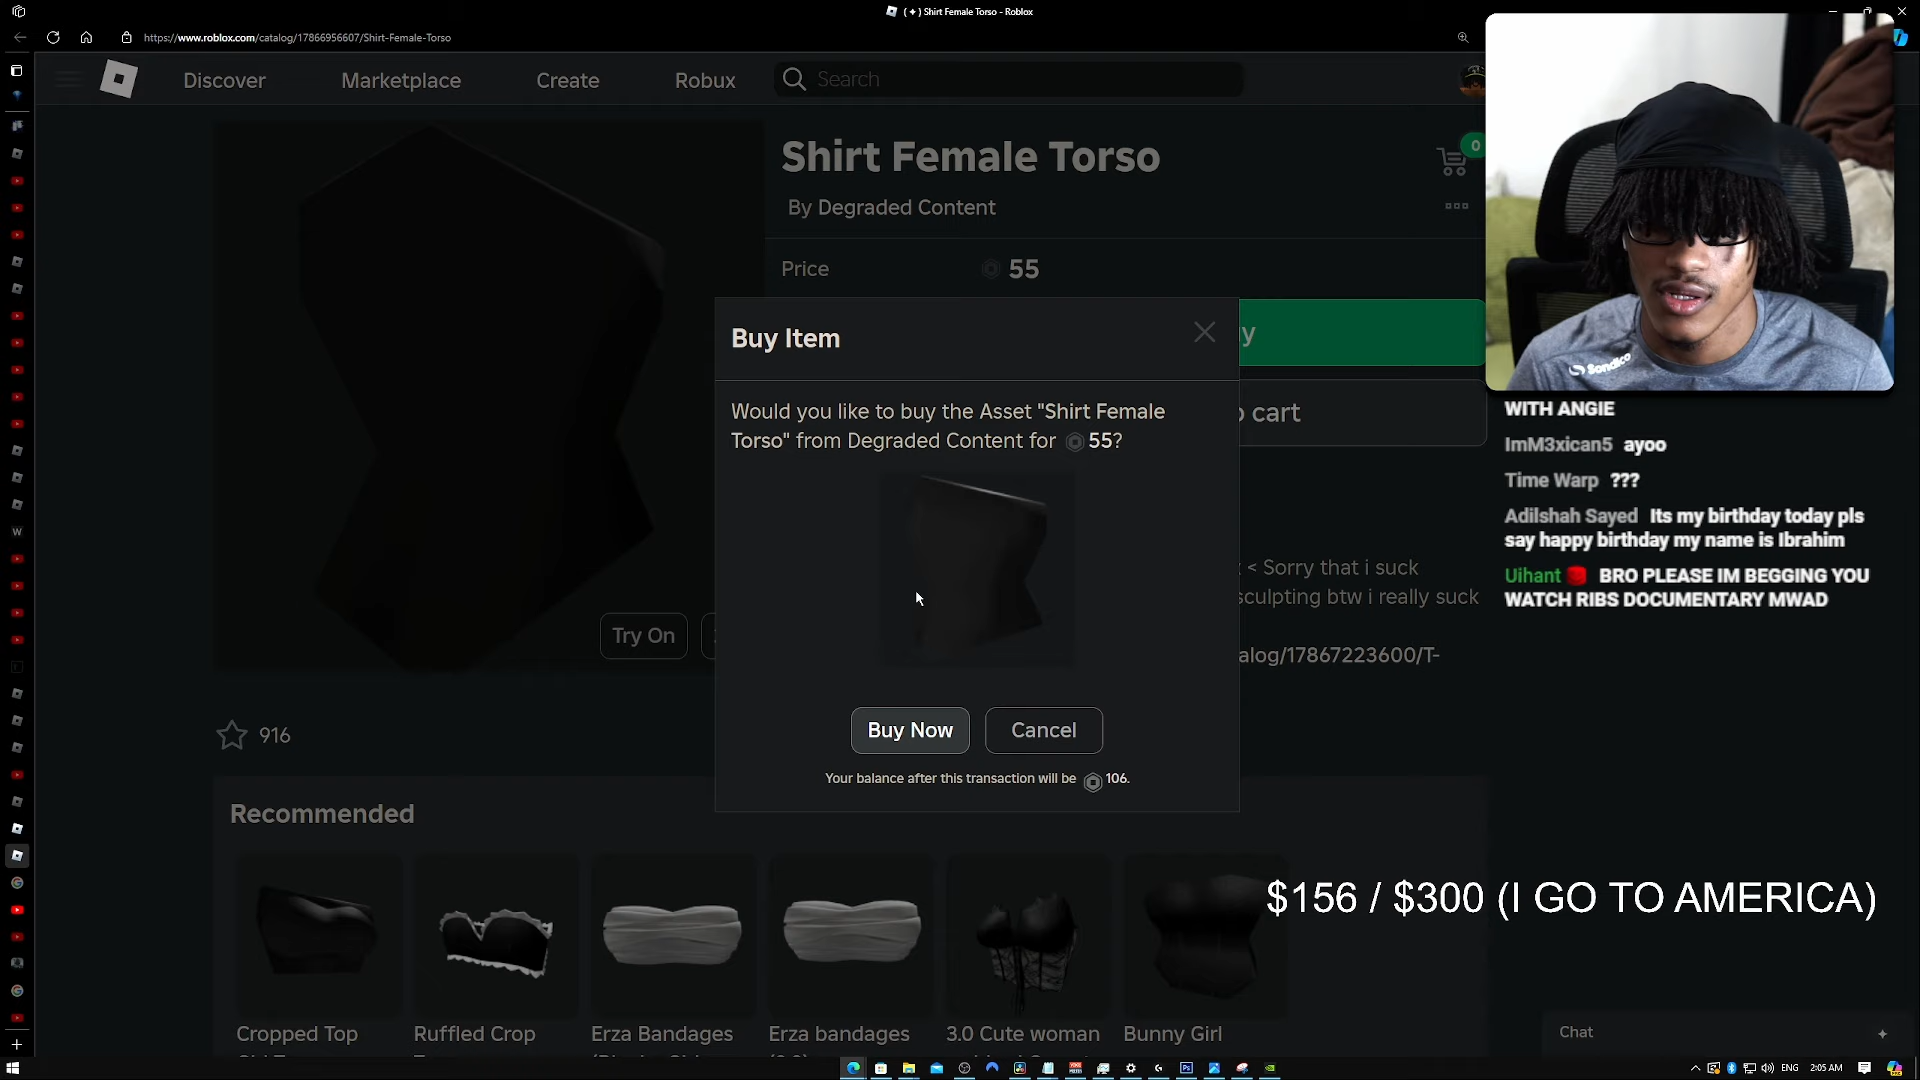 ( ✦ ) Shirt Female Torso - Roblox
https://www.roblox.com/catalog/17866956607/Shirt-Female-Torso
Discover
Marketplace
Create
Robux
Search
Shirt Female Torso
0
By Degraded Content
Price
55
y
Buy Item
Would you like to buy the Asset "Shirt Female
Torso" from Degraded Content for 55?
o cart
< Sorry that i suck
sculpting btw i really suck
alog/17867223600/T-
Try On
916
Buy Now
Cancel
Your balance after this transaction will be 106.
Recommended
Cropped Top
Ruffled Crop
Erza Bandages
Erza bandages
3.0 Cute woman
Bunny Girl
Sondico
WITH ANGIE
ImM3xican5 ayoo
Time Warp ???
Adilshah Sayed Its my birthday today pls
say happy birthday my name is Ibrahim
Uihant BRO PLEASE IM BEGGING YOU
WATCH RIBS DOCUMENTARY MWAD
$156 / $300 (I GO TO AMERICA)
Chat
ENG
2:05 AM